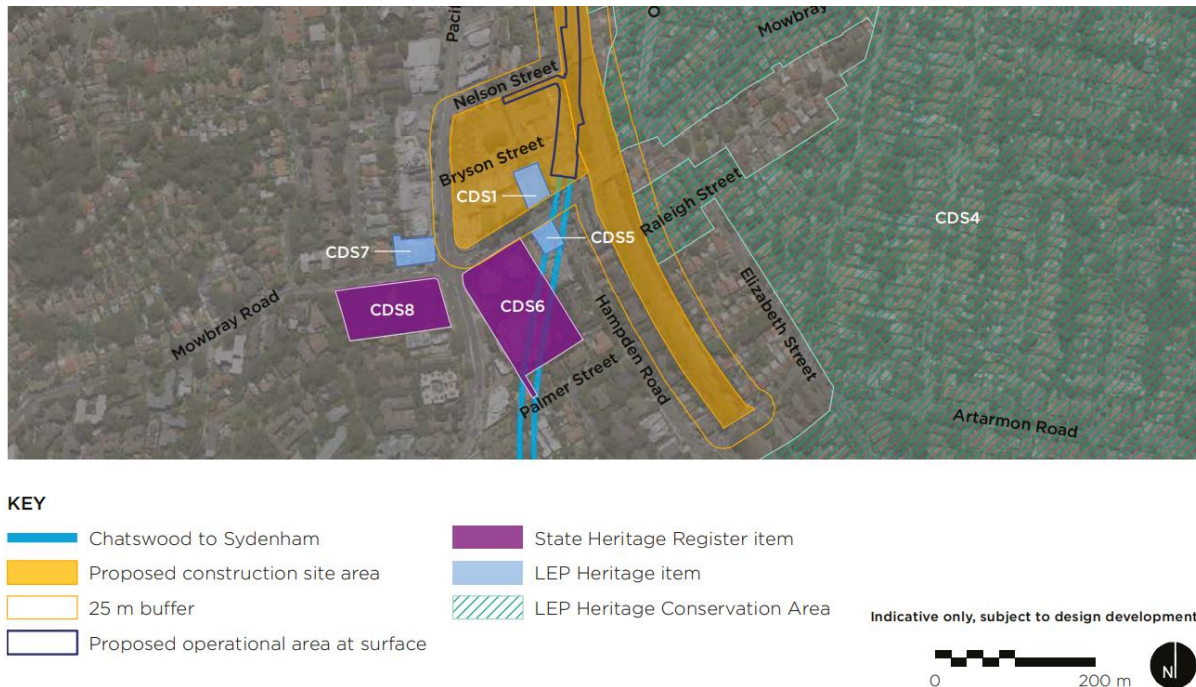 Pacifi
O
Mowbray
Nelson Street
Bryson Street
CDS1
Raleigh Street
CDS4
CDS7
CDS5
CDS8
CDS6
Mowbray Road
Hampden Road
Elizabeth Street
Palmer Street
Artarmon Road
KEY
Chatswood to Sydenham
Proposed construction site area
25 m buffer
Proposed operational area at surface
State Heritage Register item
LEP Heritage item
LEP Heritage Conservation Area
Indicative only, subject to design development
0 200 m
N